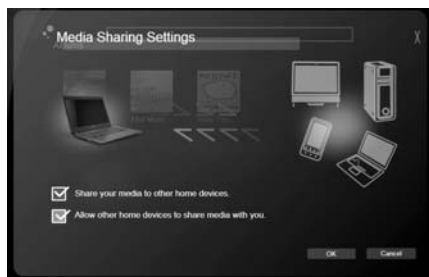 Media Sharing Settings
X
Share your media to other home devices.
Allow other home devices to share media with you.
OK
Cancel